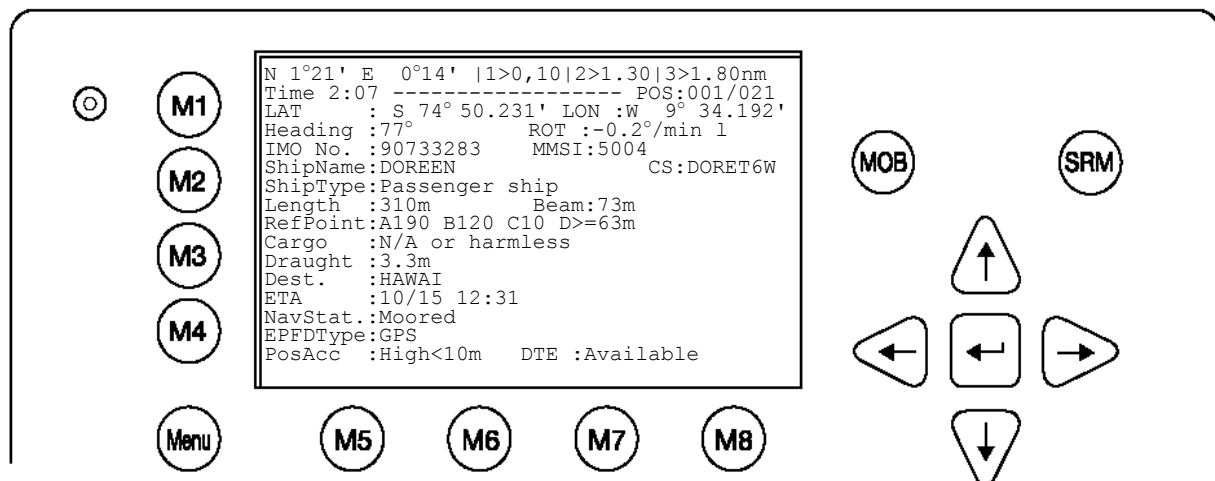 N 1°21' E  0°14' |1>0,10|2>1.30|3>1.80nm
Time 2:07 ------------------- POS:001/021
LAT : S 74° 50.231' LON :W 9° 34.192'
Heading :77° ROT :-0.2°/min l
IMO No. :90733283 MMSI:5004
ShipName:DOREEN CS:DORET6W
ShipType:Passenger ship
Length :310m Beam:73m
RefPoint:A190 B120 C10 D>=63m
Cargo :N/A or harmless
Draught :3.3m
Dest. :HAWAI
ETA :10/15 12:31
NavStat.:Moored
EPFDType:GPS
PosAcc :High<10m DTE :Available
M1
M2
M3
M4
Menu
M5
M6
M7
M8
MOB
SRM